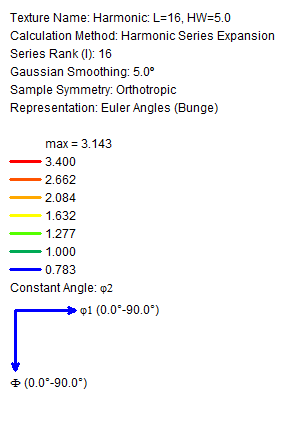 Texture Name: Harmonic: L=16, HW=5.0
Calculation Method: Harmonic Series Expansion
Series Rank (l): 16
Gaussian Smoothing: 5.0°
Sample Symmetry: Orthotropic
Representation: Euler Angles (Bunge)
max = 3.143
3.400
2.662
2.084
1.632
1.277
1.000
0.783
Constant Angle: φ2
φ1 (0.0°-90.0°)
Φ (0.0°-90.0°)